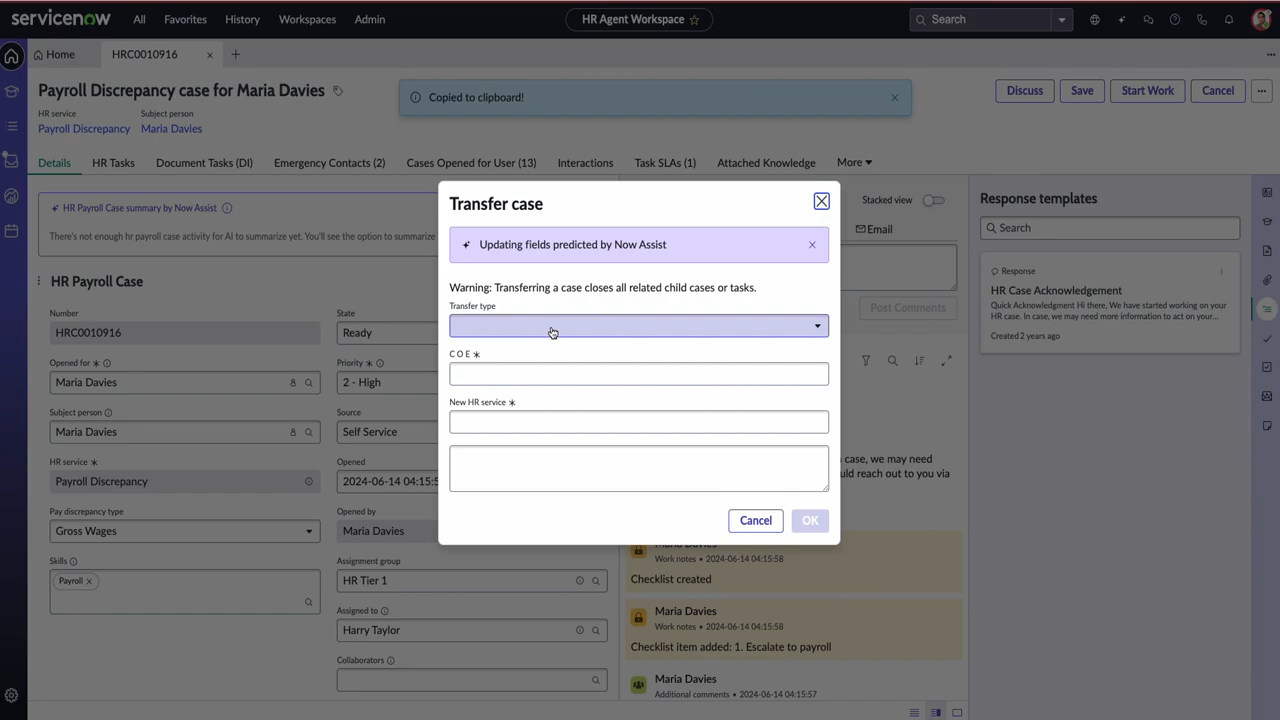 servicenow
All
Favorites
History
Workspaces
Admin
HR Agent Workspace
Search
Home
HRC0010916
Payroll Discrepancy case for Maria Davies
HR service
Subject person
Payroll Discrepancy
Maria Davies
Copied to clipboard!
Discuss
Save
Start Work
Cancel
Details
HR Tasks
Document Tasks (DI)
Emergency Contacts (2)
Cases Opened for User (13)
Interactions
Task SLAs (1)
Attached Knowledge
More
HR Payroll Case summary by Now Assist
There's not enough hr payroll case activity for AI to summarize yet. You'll see the option to summarize
HR Payroll Case
Number
HRC0010916
State
Ready
Opened for
Maria Davies
Priority
2 - High
Subject person
Maria Davies
Source
Self Service
HR service
Payroll Discrepancy
Opened
2024-06-14 04:15:5
Pay discrepancy type
Gross Wages
Opened by
Maria Davies
Skills
Payroll
Assignment group
HR Tier 1
Assigned to
Harry Taylor
Collaborators
Transfer case
Updating fields predicted by Now Assist
Warning: Transferring a case closes all related child cases or tasks.
Transfer type
C O E
New HR service
Cancel
OK
Stacked view
Email
Post Comments
case, we may need
uld reach out to you via
Maria Davies
Work notes • 2024-06-14 04:15:58
Checklist created
Maria Davies
Work notes • 2024-06-14 04:15:58
Checklist item added: 1. Escalate to payroll
Maria Davies
Additional comments • 2024-06-14 04:15:57
Response templates
Search
Response
HR Case Acknowledgement
Quick Acknowledgment Hi there, We have started working on your
HR case. In case, we may need more information to act on your...
Created 2 years ago